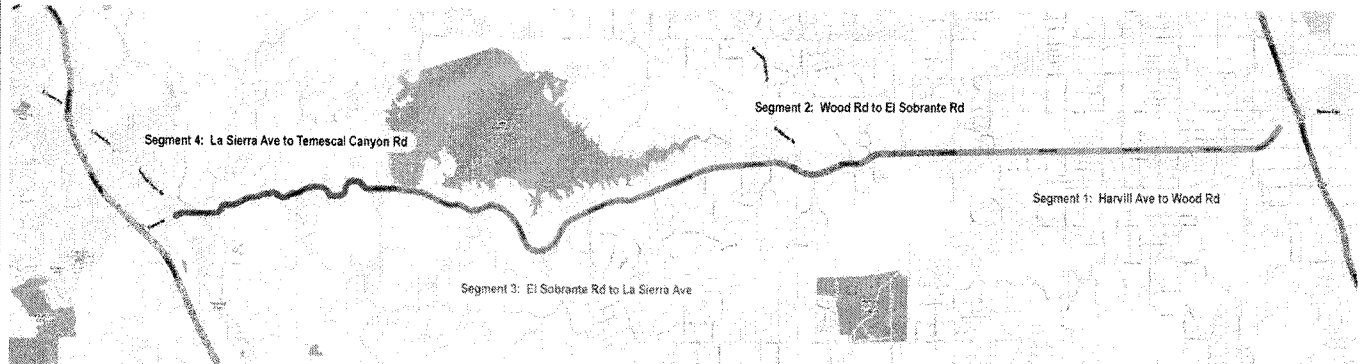 Segment 2: Wood Rd to El Sobrante Rd
Segment 4: La Sierra Ave to Temescal Canyon Rd
Segment 1: Harvill Ave to Wood Rd
Segment 3: El Sobrante Rd to La Sierra Ave